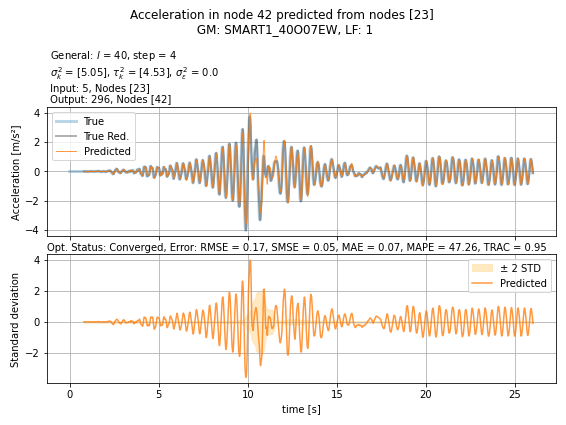 Acceleration in node 42 predicted from nodes [23]
GM: SMART1_40O07EW, LF: 1
General: l = 40, step = 4
σ²ₖ = [5.05], τ²ₖ = [4.53], σ²ε = 0.0
Input: 5, Nodes [23]
Output: 296, Nodes [42]
Acceleration [m/s²]
4
2
0
−2
−4
True
True Red.
Predicted
Opt. Status: Converged, Error: RMSE = 0.17, SMSE = 0.05, MAE = 0.07, MAPE = 47.26, TRAC = 0.95
Standard deviation
4
2
0
−2
± 2 STD
Predicted
0
5
10
15
20
25
time [s]